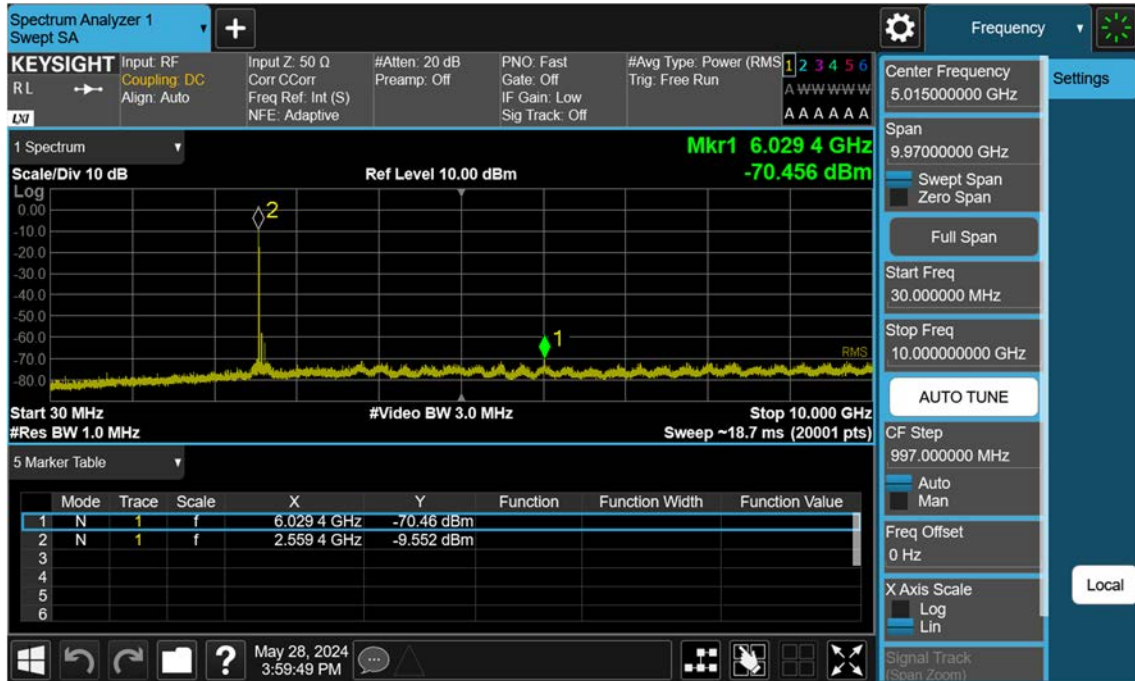 Spectrum Analyzer 1
Swept SA
+
Frequency
KEYSIGHT
RL
LXI
Input: RF
Coupling: DC
Align: Auto
Input Z: 50 Ω
Corr CCorr
Freq Ref: Int (S)
NFE: Adaptive
#Atten: 20 dB
Preamp: Off
PNO: Fast
Gate: Off
IF Gain: Low
Sig Track: Off
#Avg Type: Power (RMS
Trig: Free Run
1 2 3 4 5 6
A W W W W W
A A A A A A
1 Spectrum
Mkr1 6.029 4 GHz
-70.456 dBm
Scale/Div 10 dB
Ref Level 10.00 dBm
Log
0.00
-10.0
-20.0
-30.0
-40.0
-50.0
-60.0
-70.0
-80.0
2
1
RMS
Start 30 MHz
#Video BW 3.0 MHz
Stop 10.000 GHz
#Res BW 1.0 MHz
Sweep ~18.7 ms (20001 pts)
5 Marker Table
Mode Trace Scale X Y Function Function Width Function Value
1 N 1 f 6.029 4 GHz -70.46 dBm
2 N 1 f 2.559 4 GHz -9.552 dBm
3
4
5
6
?
May 28, 2024
3:59:49 PM
Center Frequency
5.015000000 GHz
Settings
Span
9.97000000 GHz
Swept Span
Zero Span
Full Span
Start Freq
30.000000 MHz
Stop Freq
10.000000000 GHz
AUTO TUNE
CF Step
997.000000 MHz
Auto
Man
Freq Offset
0 Hz
X Axis Scale
Log
Lin
Local
Signal Track
(Span Zoom)